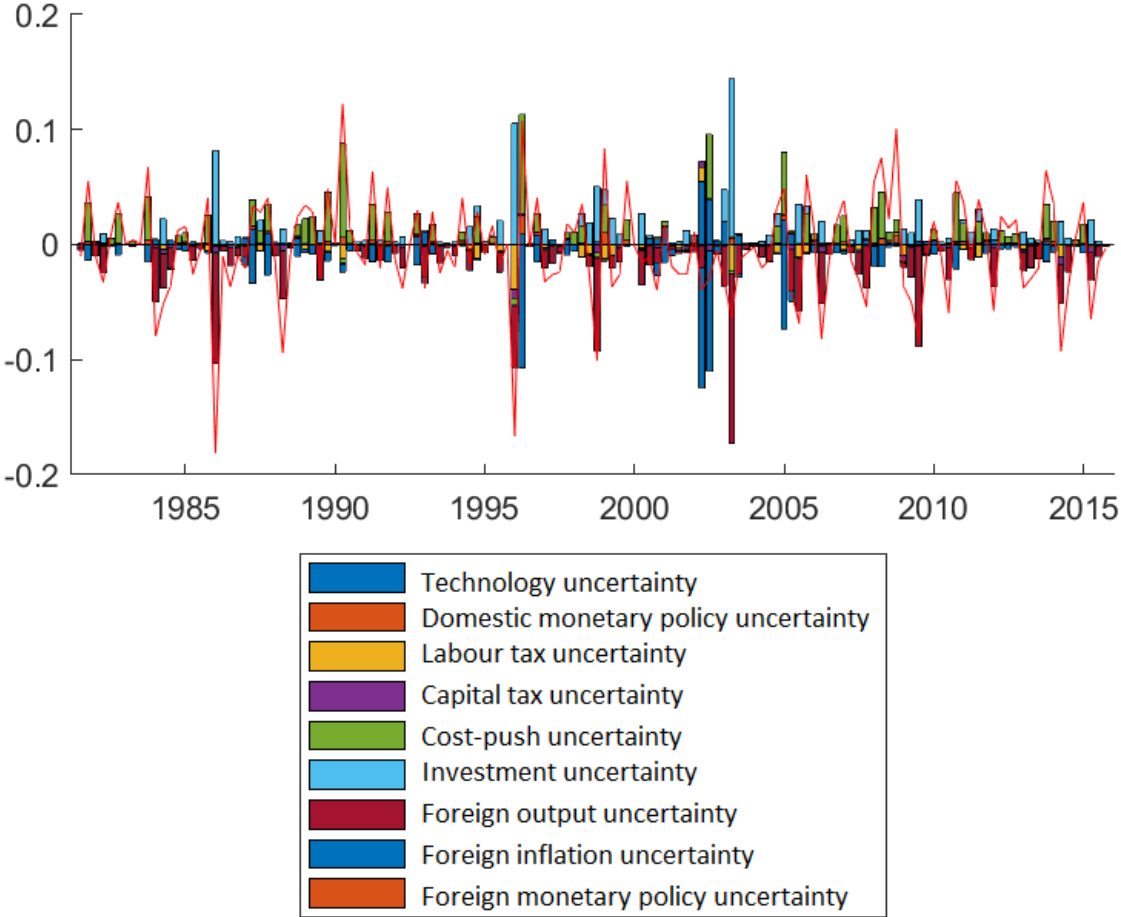 0.2
0.1
0
-0.1
-0.2
1985 1990 1995 2000 2005 2010 2015
Technology uncertainty
Domestic monetary policy uncertainty
Labour tax uncertainty
Capital tax uncertainty
Cost-push uncertainty
Investment uncertainty
Foreign output uncertainty
Foreign inflation uncertainty
Foreign monetary policy uncertainty